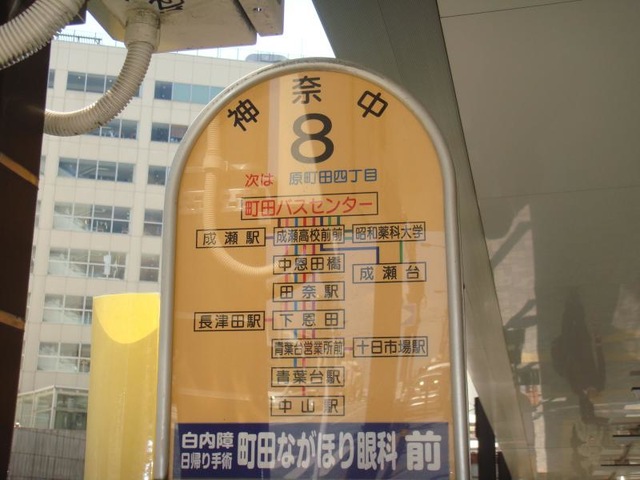 神奈中
8
次は 原町田四丁目
町田バスセンター
成瀬駅 成瀬高校前 昭和薬科大学
中恩田橋 成瀬台
田奈駅
長津田駅 下恩田
青葉台営業所前 十日市場駅
青葉台駅
中山駅
白内障
日帰り手術 町田ながほり眼科 前